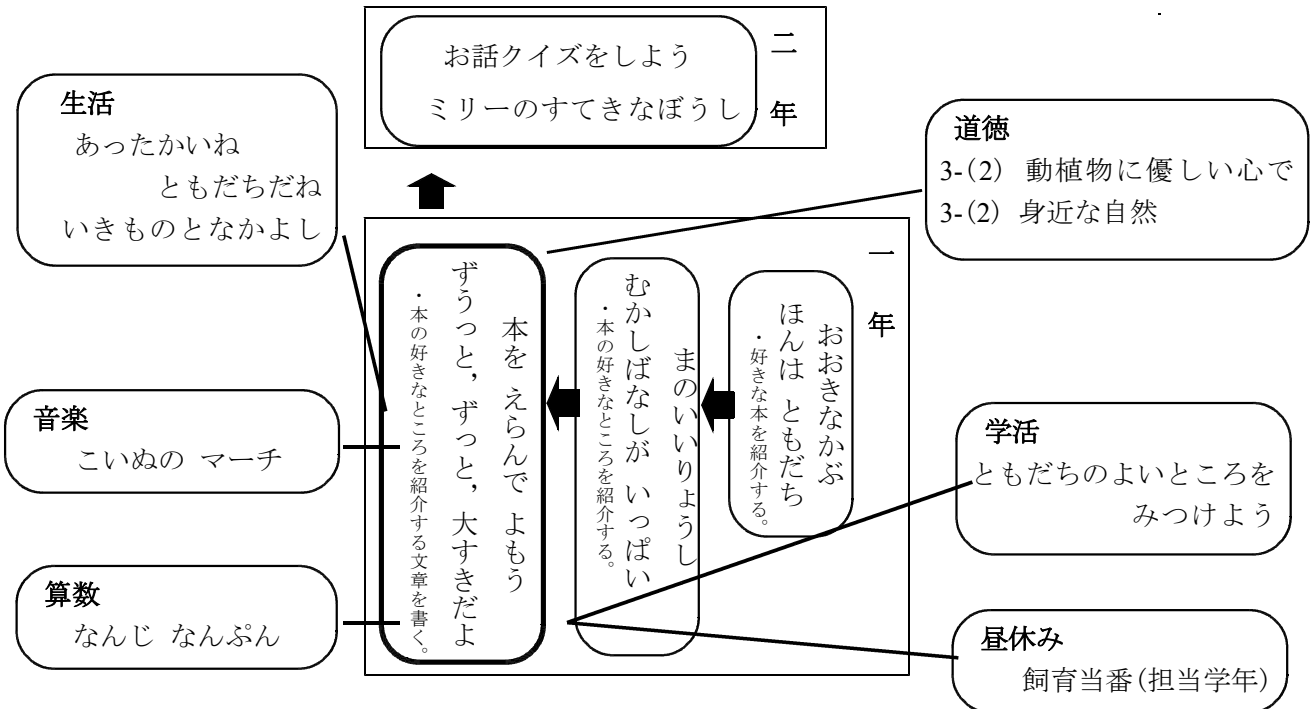 二年
お話クイズをしよう
ミリーのすてきなぼうし
生活
あったかいね
ともだちだね
いきものとなかよし
道徳
3-(2) 動植物に優しい心で
3-(2) 身近な自然
一年
おおきなかぶ
ほんは ともだち
・好きな本を紹介する。
まのいいりょうし
むかしばなしが いっぱい
・本の好きなところを紹介する。
本を えらんで よもう
ずうっと，ずっと，大すきだよ
・本の好きなところを紹介する文章を書く。
音楽
こいぬの マーチ
算数
なんじ なんぷん
学活
ともだちのよいところを
みつけよう
昼休み
飼育当番(担当学年)